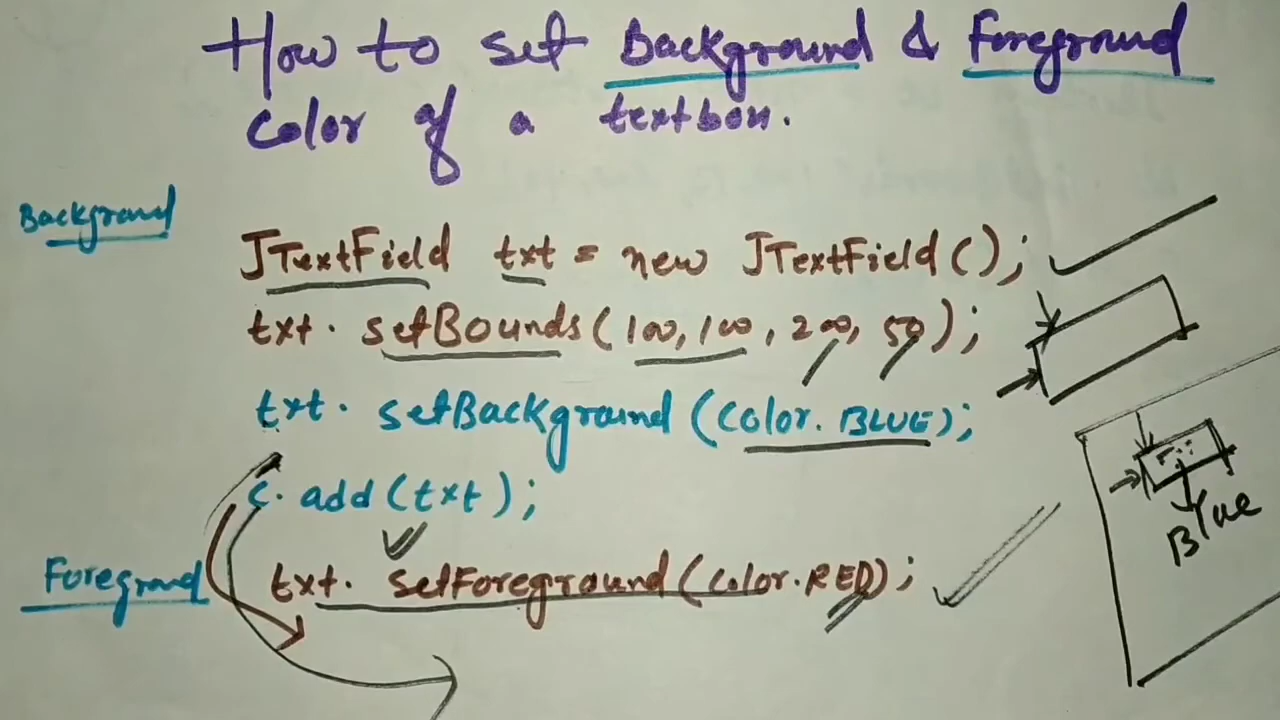 How to set Background & Foreground
color of a textbox.
Background
JTextField txt = new JTextField();
txt. setBounds(100,100, 200, 50);
txt. setBackground (Color. BLUE);
c. add(txt);
Foreground
txt. setForeground(Color.RED);
Blue